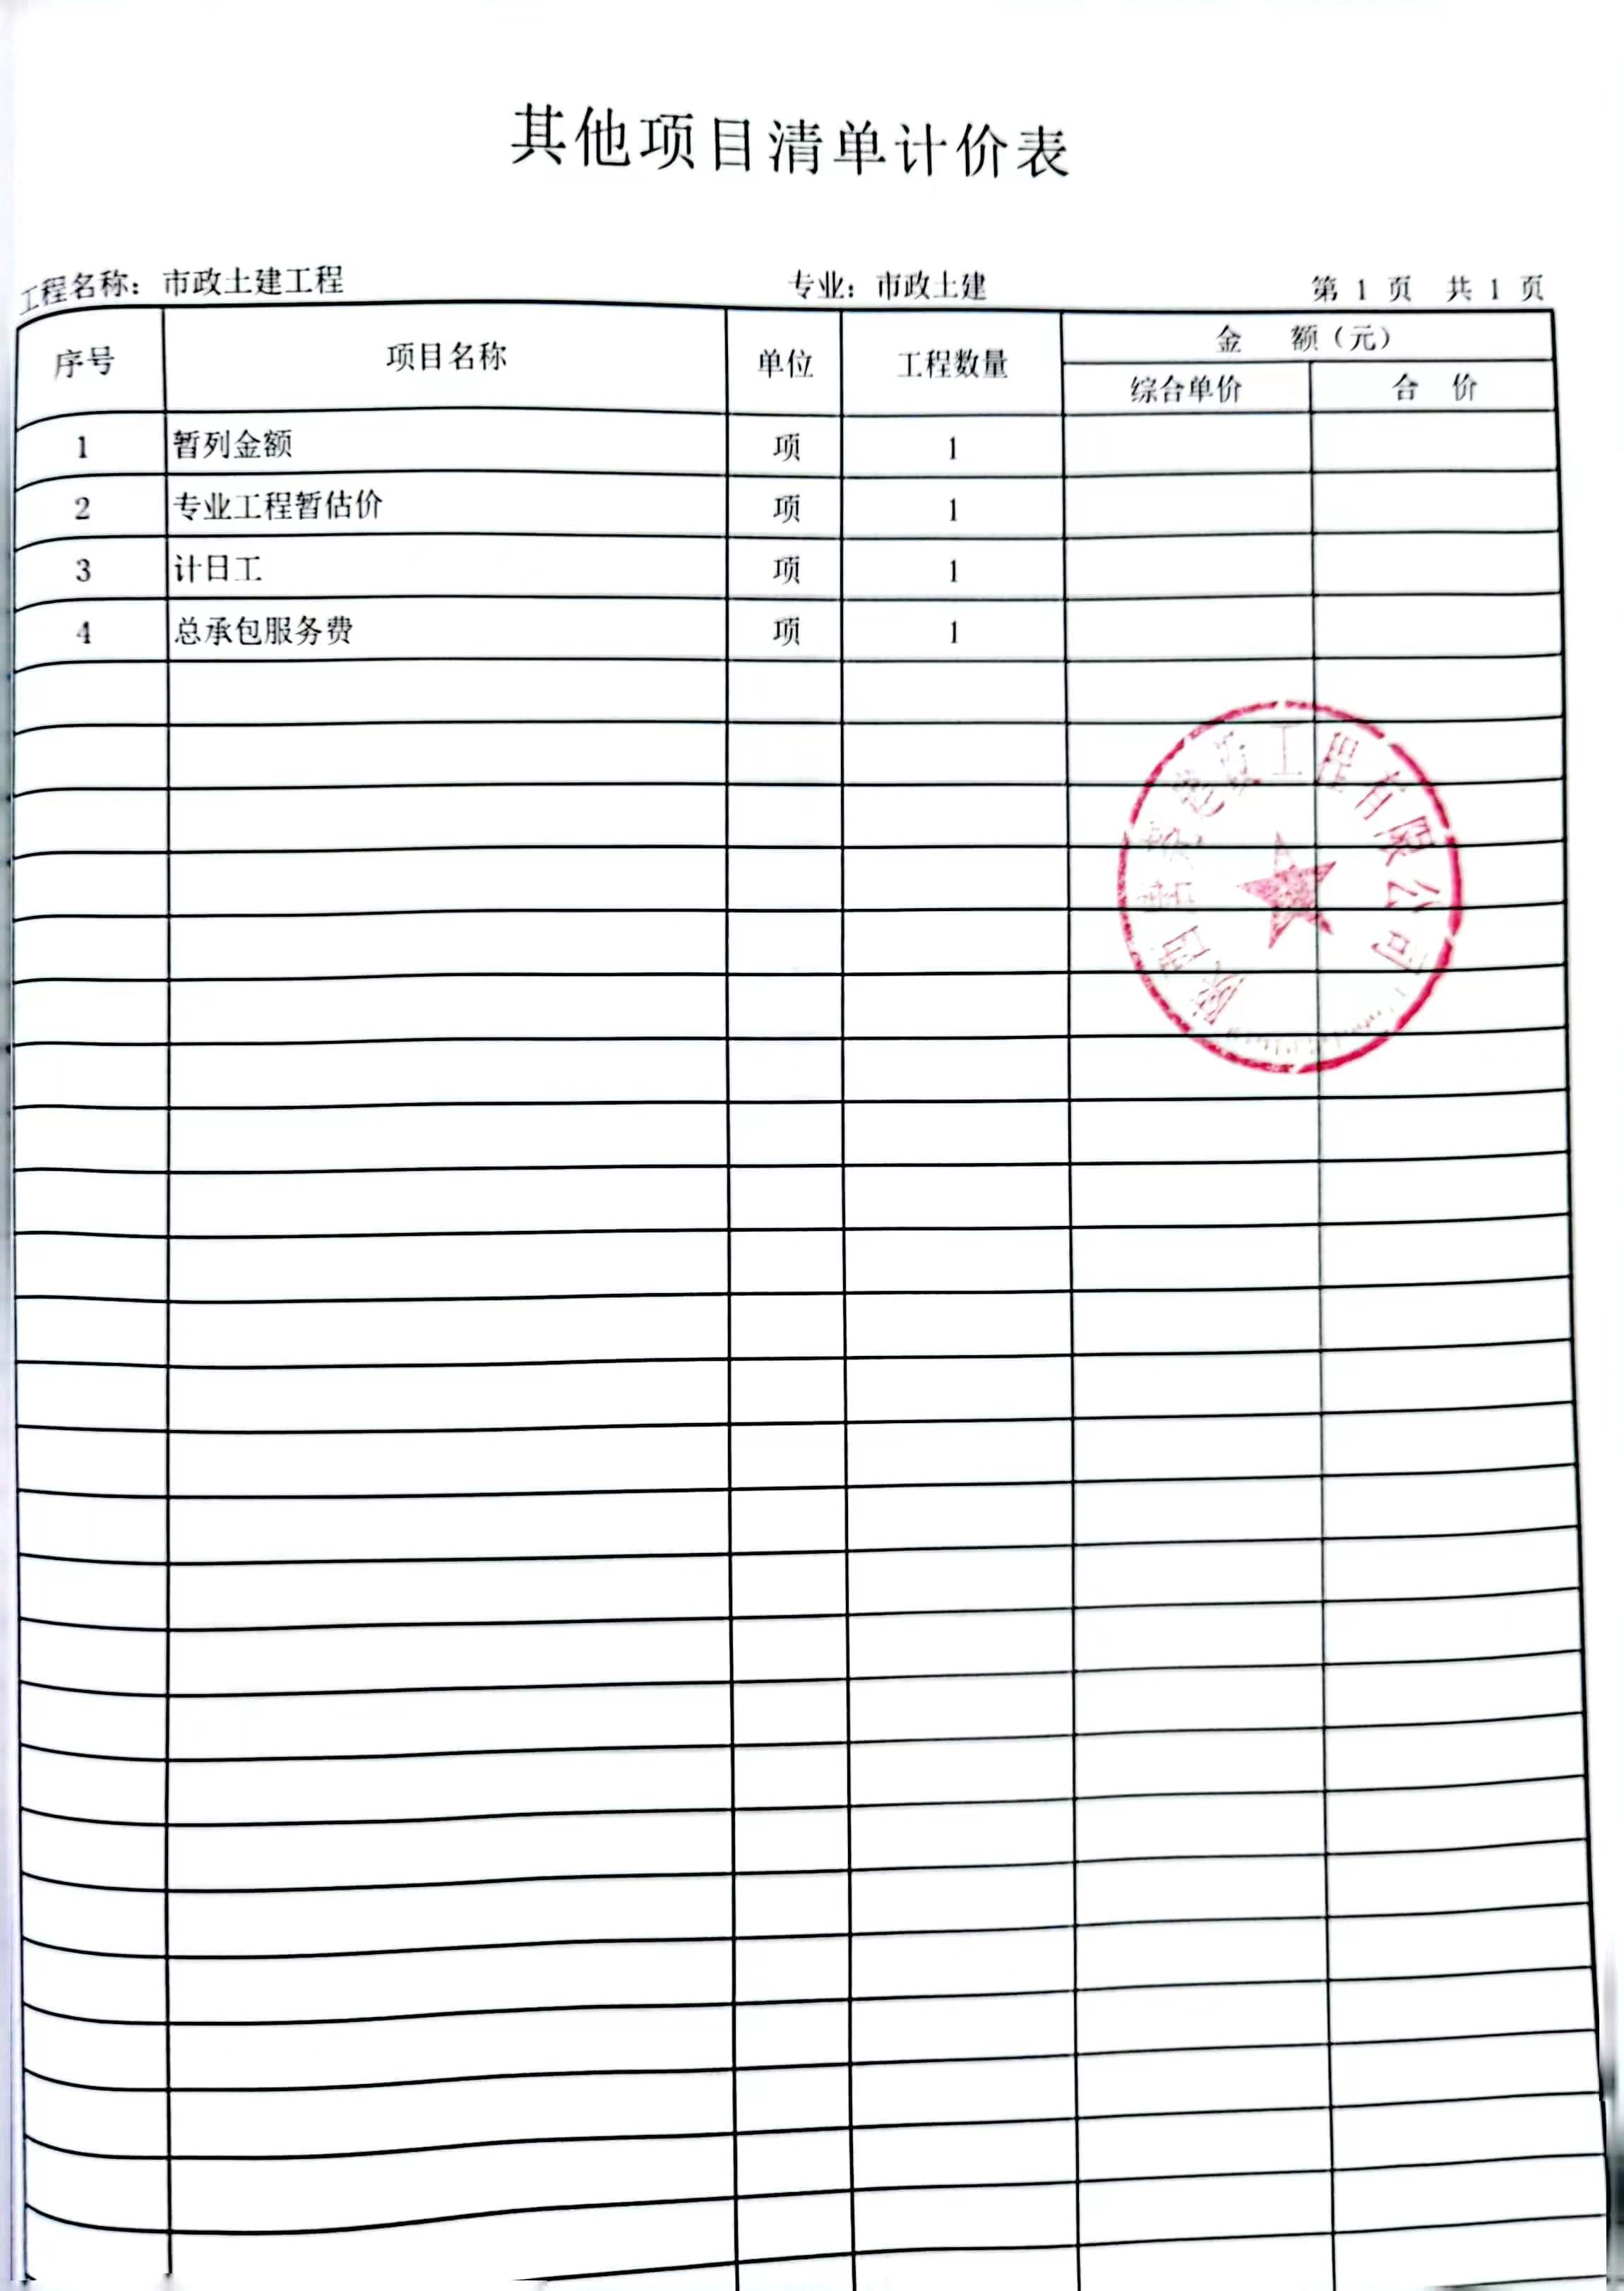 其他项目清单计价表
工程名称：市政土建工程 专业：市政土建 第 1 页 共 1 页
序号 项目名称 单位 工程数量 金 额（元）
综合单价 合 价
1 暂列金额 项 1
2 专业工程暂估价 项 1
3 计日工 项 1
4 总承包服务费 项 1
建设工程有限公司